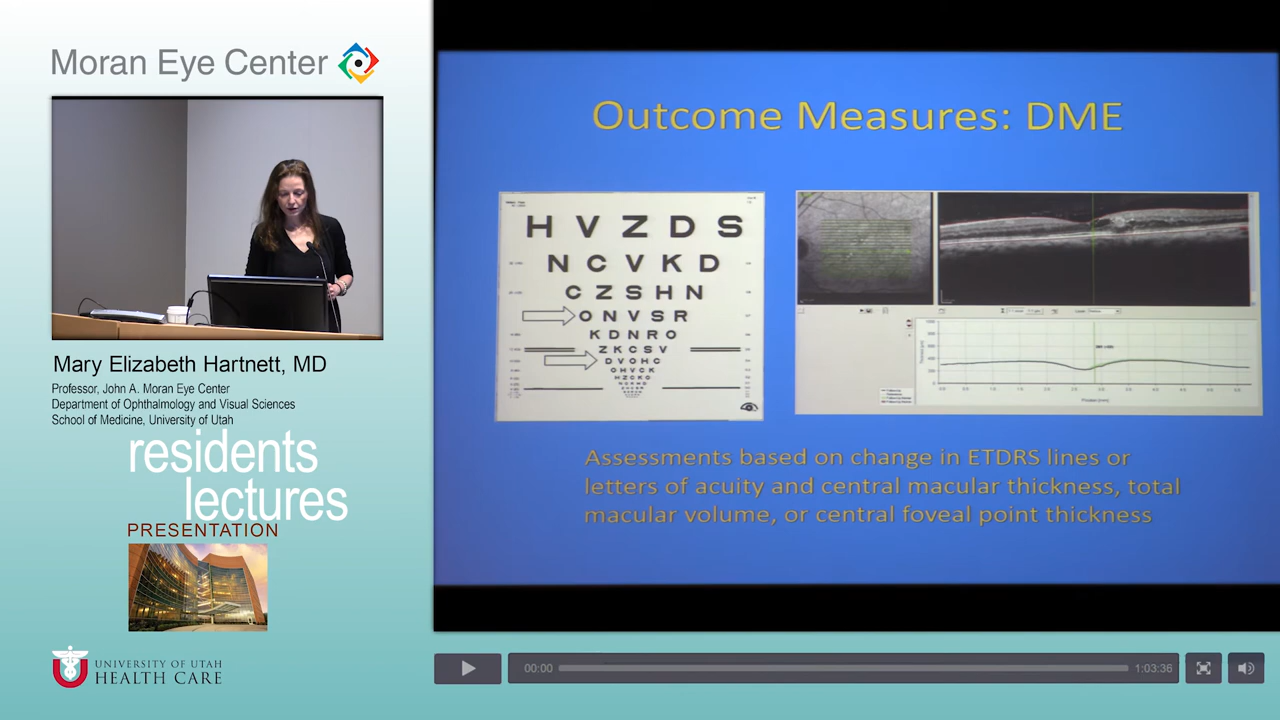 Moran Eye Center
Mary Elizabeth Hartnett, MD
Professor, John A. Moran Eye Center
Department of Ophthalmology and Visual Sciences
School of Medicine, University of Utah
residents
lectures
PRESENTATION
UNIVERSITY OF UTAH
HEALTH CARE
Outcome Measures: DME
H V Z D S
N C V K D
C Z S H N
O N V S R
K D N R O
Z K C S V
D V O H C
O H V C K
H Z C K O
Assessments based on change in ETDRS lines or
letters of acuity and central macular thickness, total
macular volume, or central foveal point thickness
00:00
1:03:36